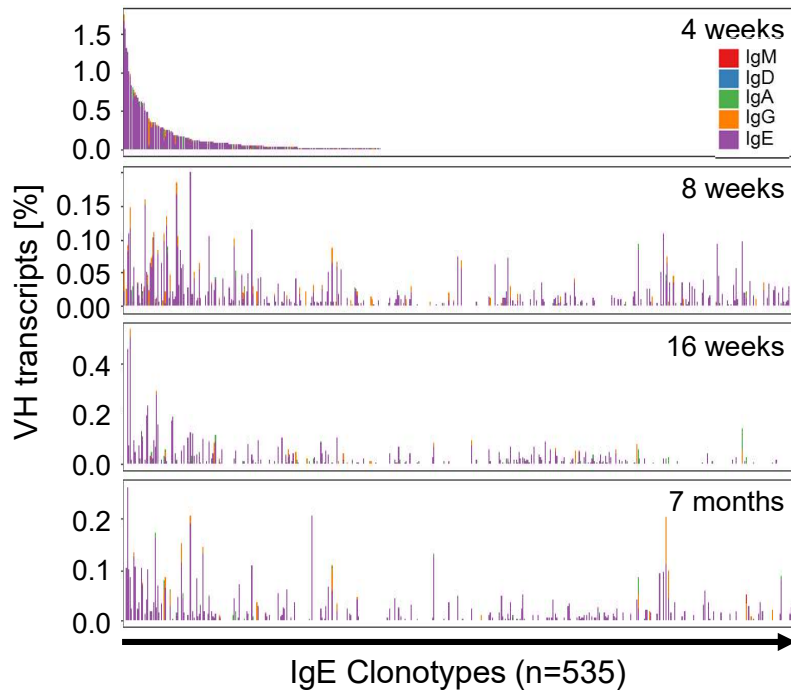 4 weeks
IgM
IgD
IgA
IgG
IgE
1.5
1.0
0.5
0.0
8 weeks
0.15
0.10
0.05
0.00
16 weeks
0.4
0.2
0.0
7 months
0.2
0.1
0.0
VH transcripts [%]
IgE Clonotypes (n=535)